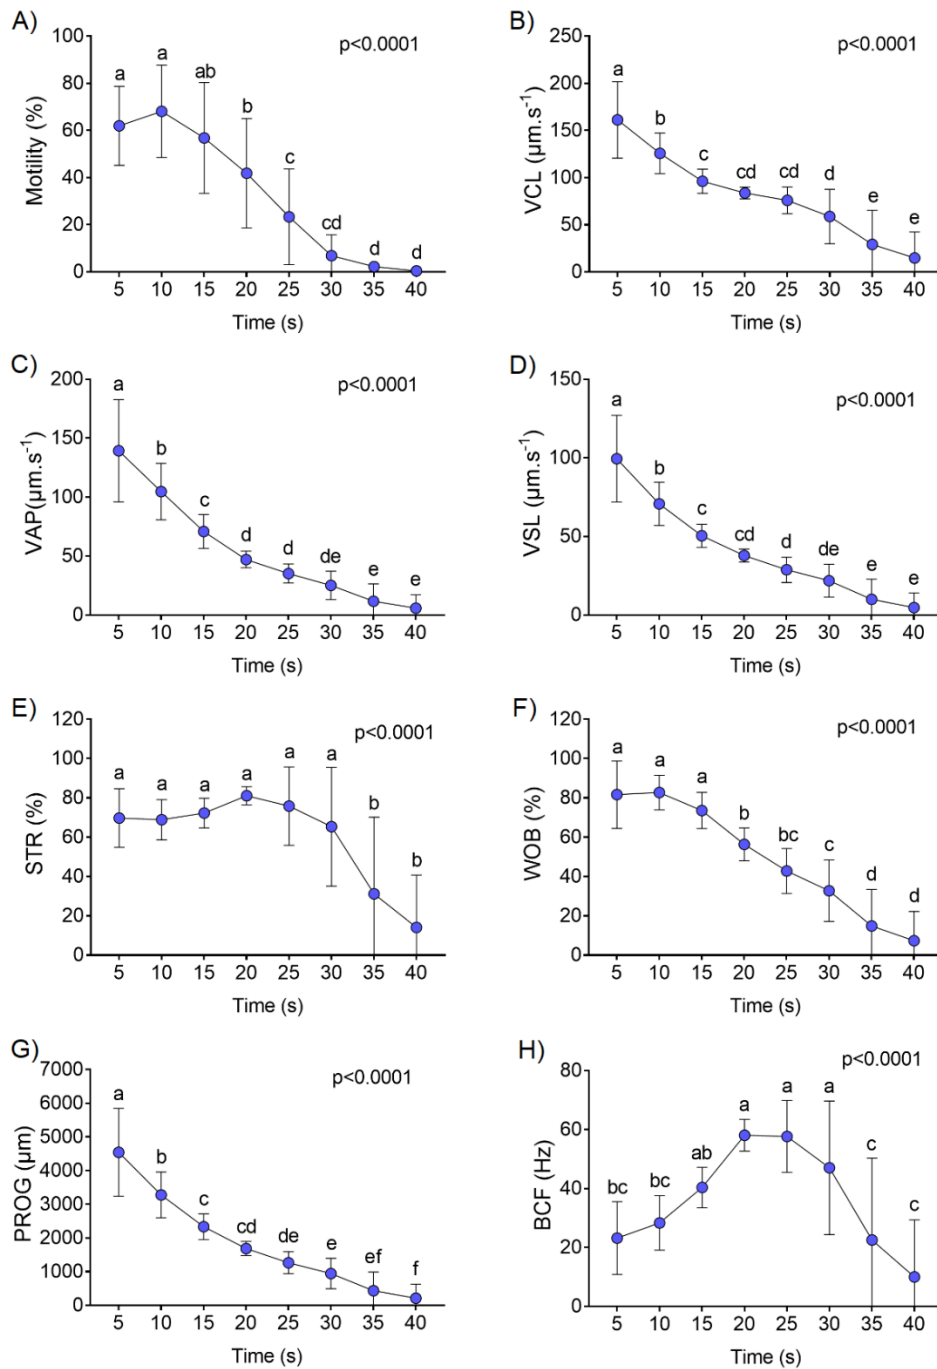 A)
p<0.0001
Motility (%)
100
80
60
40
20
0
a a ab b c cd d d
5 10 15 20 25 30 35 40
Time (s)
B)
p<0.0001
VCL (µm.s⁻¹)
250
200
150
100
50
0
a b c cd cd d e e
5 10 15 20 25 30 35 40
Time (s)
C)
p<0.0001
VAP(µm.s⁻¹)
200
150
100
50
0
a b c d d de e e
5 10 15 20 25 30 35 40
Time (s)
D)
p<0.0001
VSL (µm.s⁻¹)
150
100
50
0
a b c cd d de e e
5 10 15 20 25 30 35 40
Time (s)
E)
p<0.0001
STR (%)
120
100
80
60
40
20
0
a a a a a a b b
5 10 15 20 25 30 35 40
Time (s)
F)
p<0.0001
WOB (%)
120
100
80
60
40
20
0
a a a b bc c d d
5 10 15 20 25 30 35 40
Time (s)
G)
p<0.0001
PROG (µm)
7000
6000
5000
4000
3000
2000
1000
0
a b c cd de e ef f
5 10 15 20 25 30 35 40
Time (s)
H)
p<0.0001
BCF (Hz)
80
60
40
20
0
bc bc ab a a a c c
5 10 15 20 25 30 35 40
Time (s)